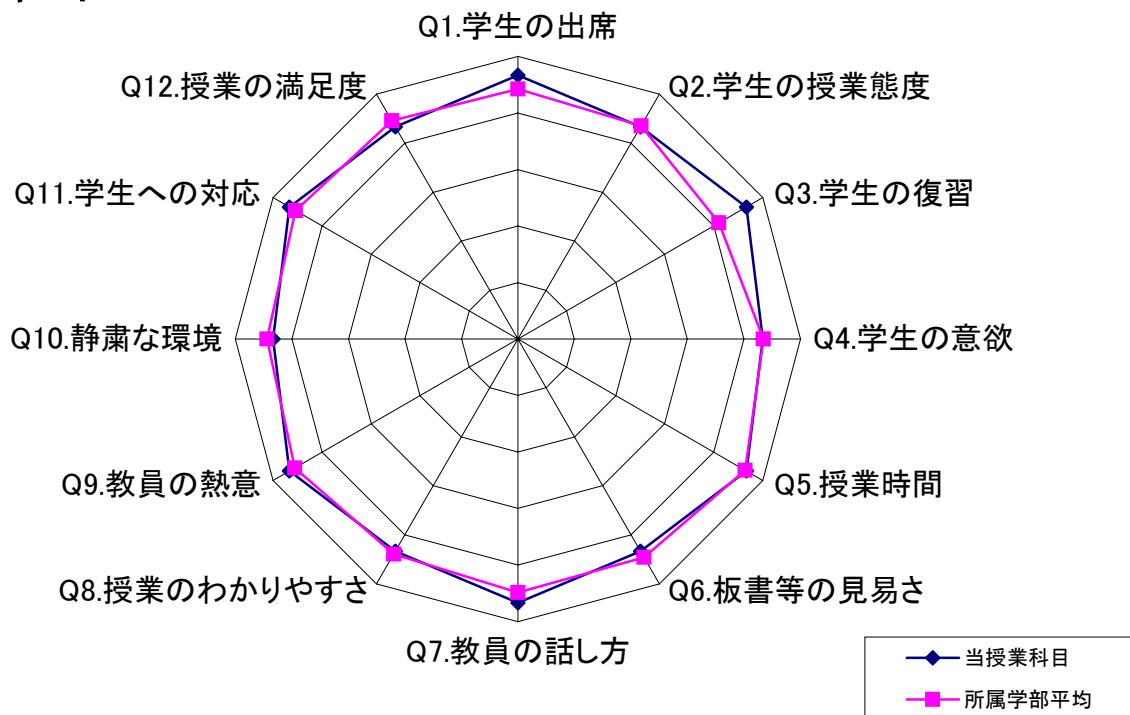 Q1.学生の出席
Q2.学生の授業態度
Q3.学生の復習
Q4.学生の意欲
Q5.授業時間
Q6.板書等の見易さ
Q7.教員の話し方
Q8.授業のわかりやすさ
Q9.教員の熱意
Q10.静粛な環境
Q11.学生への対応
Q12.授業の満足度
当授業科目
所属学部平均